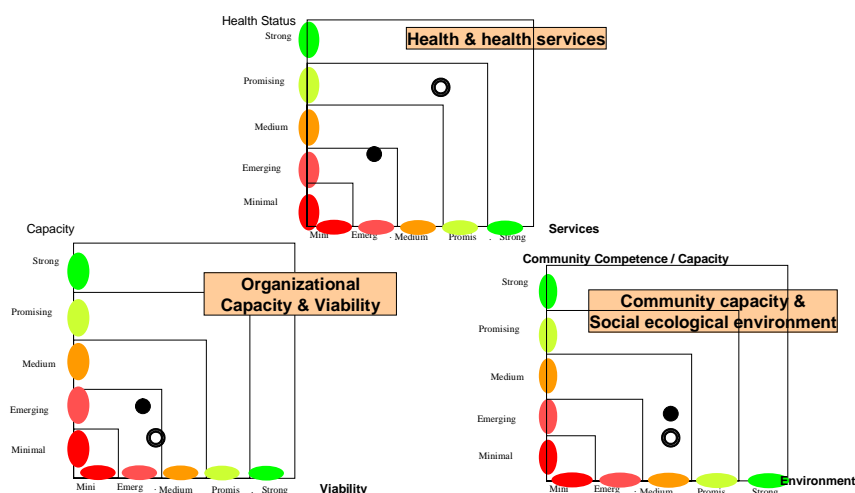 Health Status
Health & health services
Strong
Promising
Medium
Emerging
Minimal
Mini Emerg . Medium Promis . Strong
Services
Capacity
Organizational
Capacity & Viability
Strong
Promising
Medium
Emerging
Minimal
Mini Emerg . Medium Promis . Strong
Viability
Community Competence / Capacity
Community capacity &
Social ecological environment
Strong
Promising
Medium
Emerging
Minimal
Mini Emerg . Medium Promis . Strong
Environment